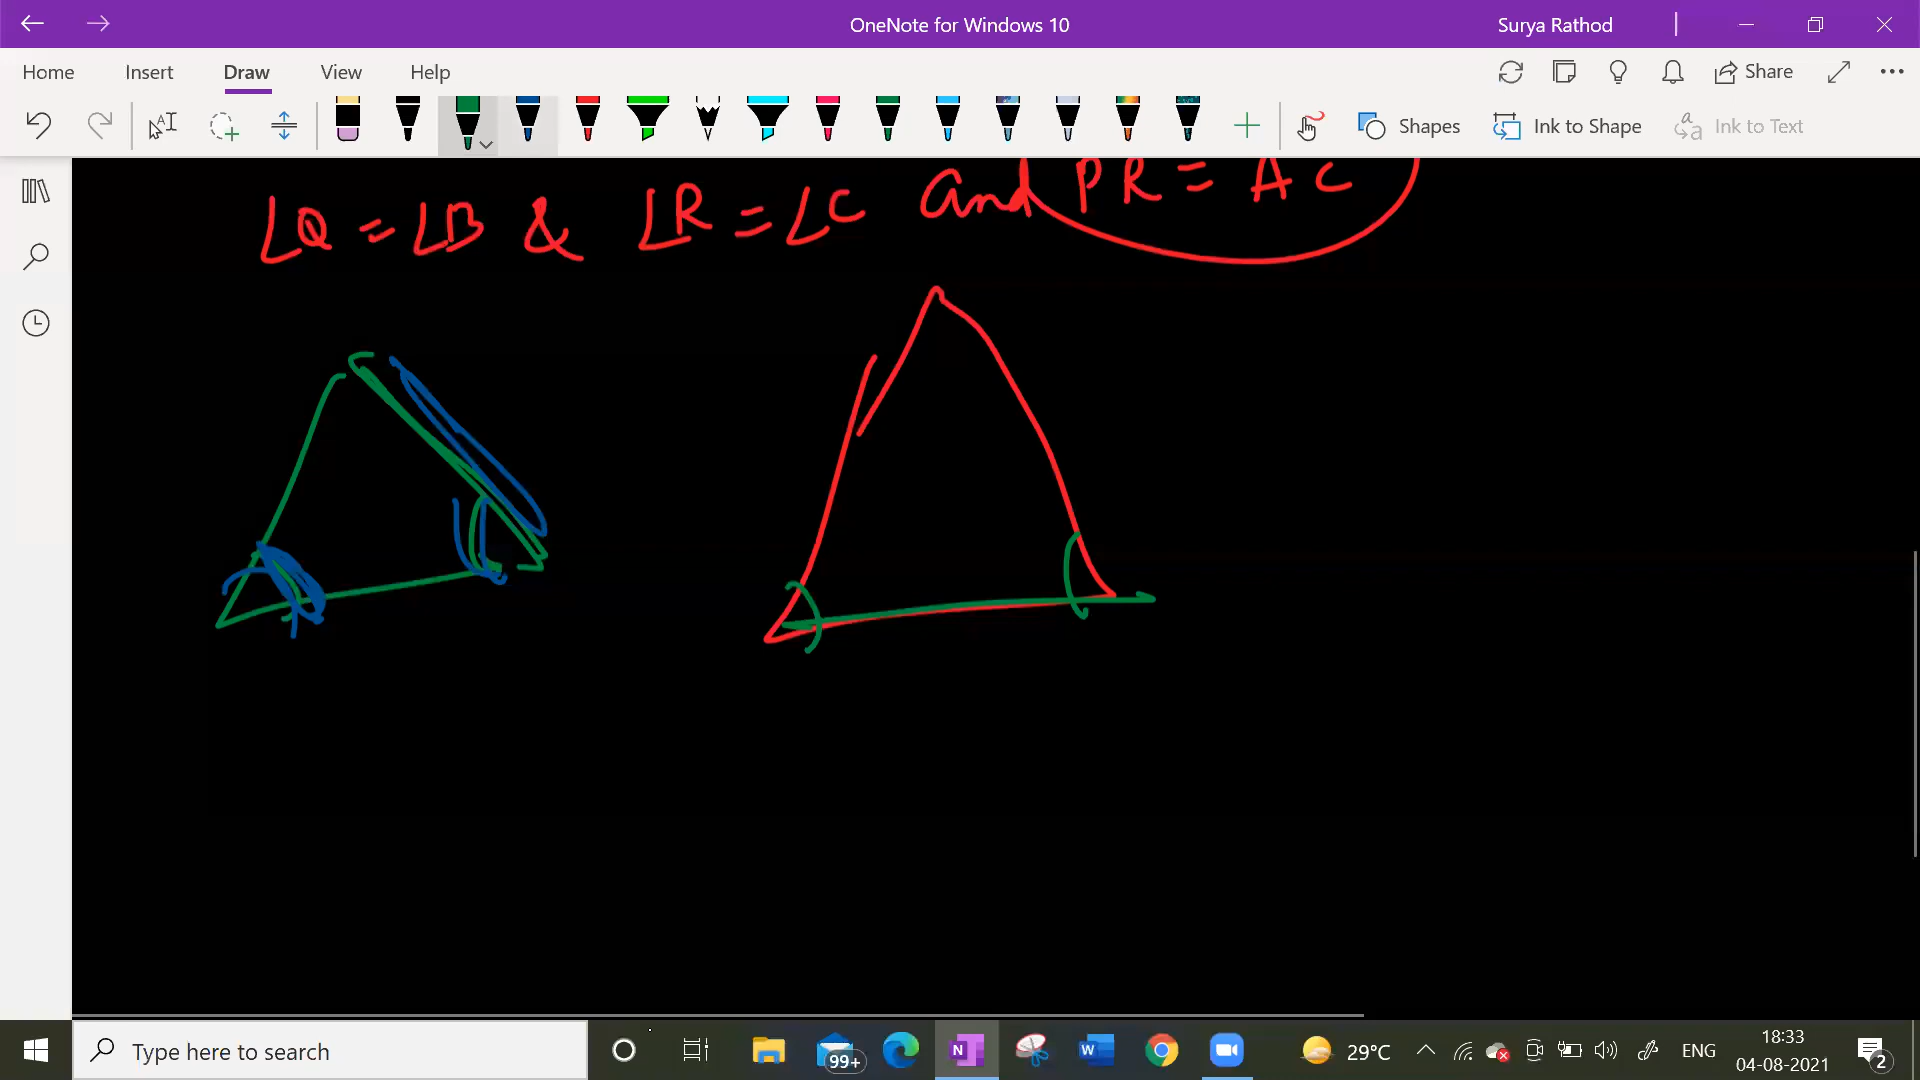 OneNote for Windows 10
Surya Rathod
Home Insert Draw View Help
Share
Shapes Ink to Shape Ink to Text
∠Q = ∠B & ∠R = ∠C and PR = AC
Type here to search
99+
29°C
ENG
18:33
04-08-2021
2